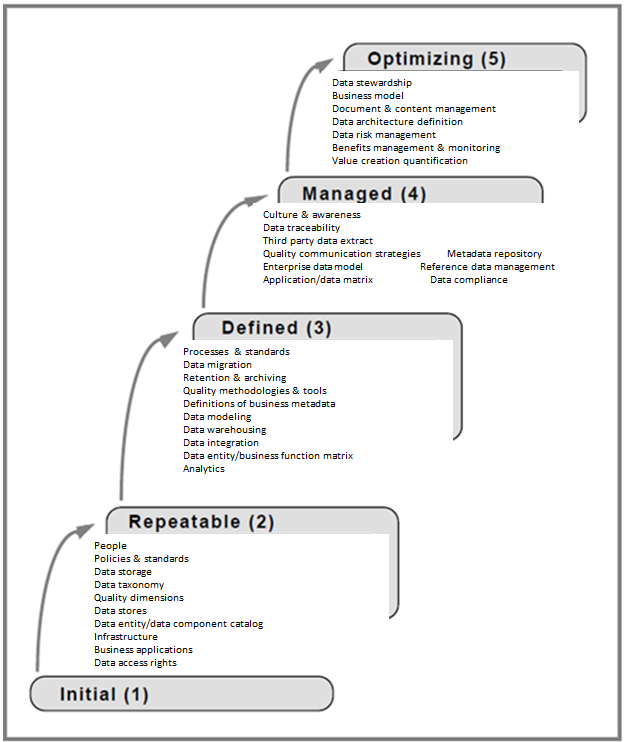 Optimizing (5)
Data stewardship
Business model
Document & content management
Data architecture definition
Data risk management
Benefits management & monitoring
Value creation quantification
Managed (4)
Culture & awareness
Data traceability
Third party data extract
Quality communication strategies Metadata repository
Enterprise data model Reference data management
Application/data matrix Data compliance
Defined (3)
Processes & standards
Data migration
Retention & archiving
Quality methodologies & tools
Definitions of business metadata
Data modeling
Data warehousing
Data integration
Data entity/business function matrix
Analytics
Repeatable (2)
People
Policies & standards
Data storage
Data taxonomy
Quality dimensions
Data stores
Data entity/data component catalog
Infrastructure
Business applications
Data access rights
Initial (1)